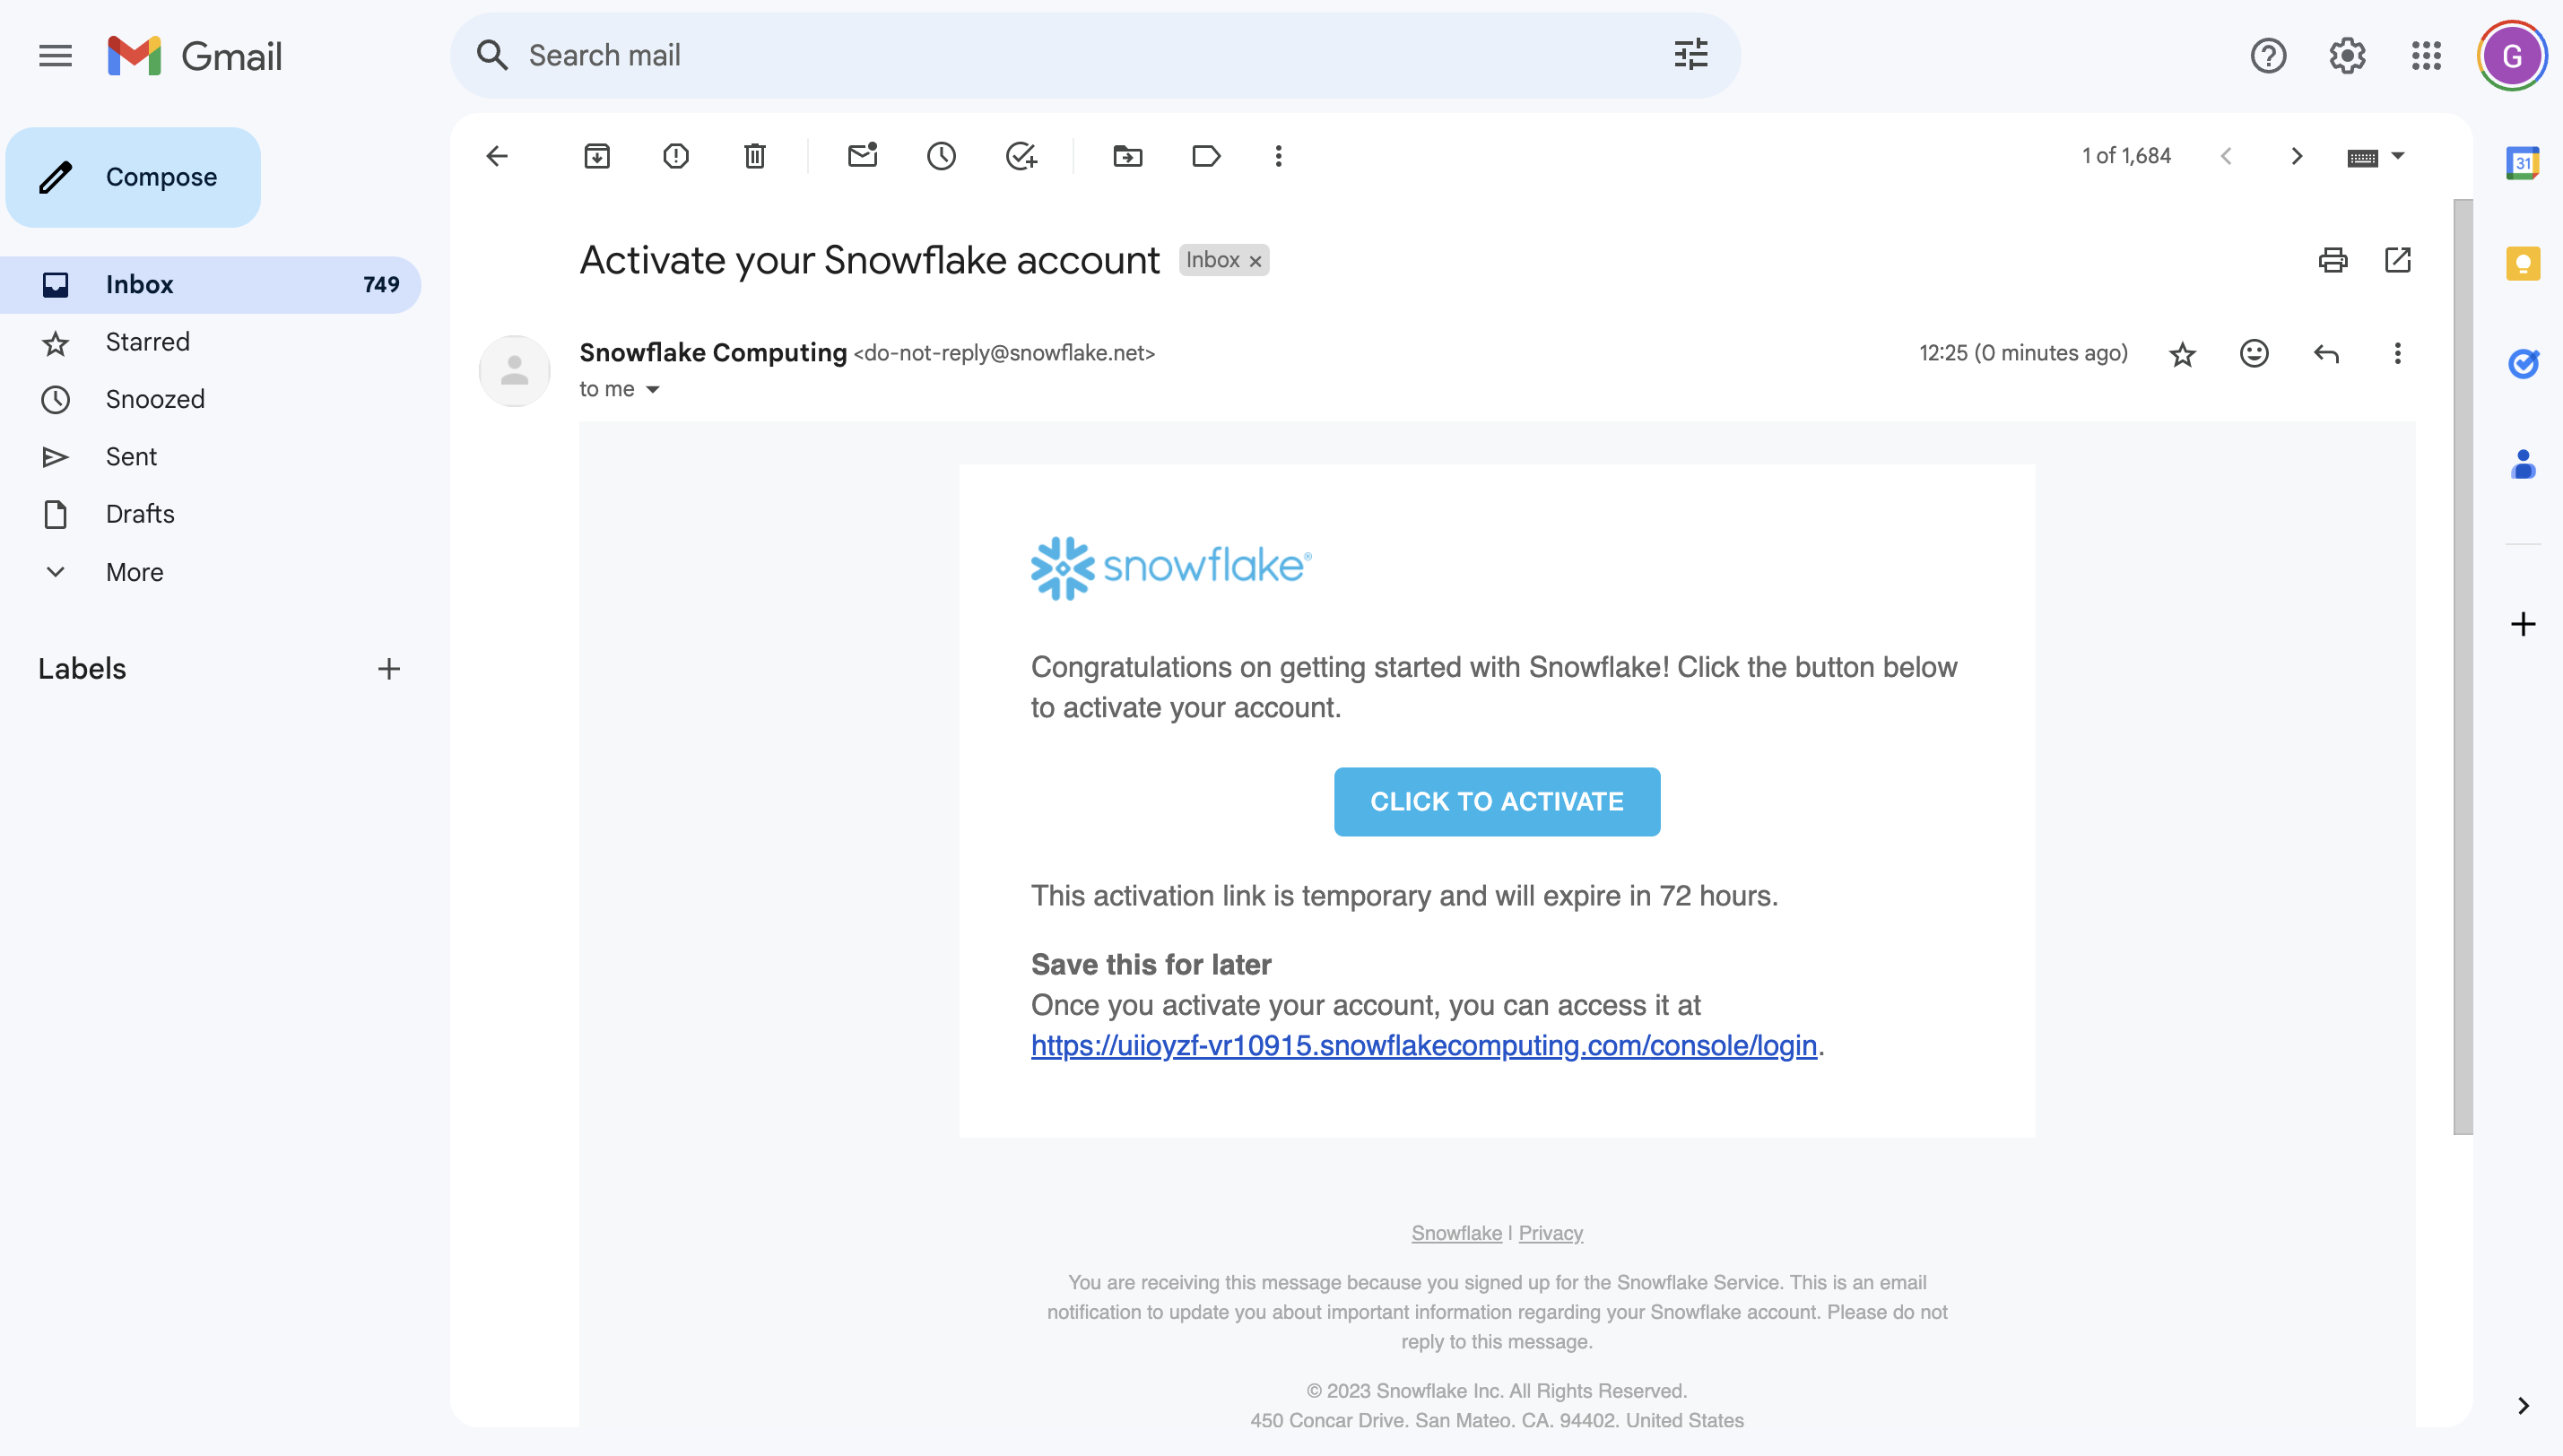 Gmail
Search mail
G
Compose
1 of 1,684
31
Activate your Snowflake account Inbox ×
Inbox 749
Starred
Snoozed
Sent
Drafts
More
Labels
Snowflake Computing <do-not-reply@snowflake.net>
12:25 (0 minutes ago)
to me
snowflake®
Congratulations on getting started with Snowflake! Click the button below
to activate your account.
CLICK TO ACTIVATE
This activation link is temporary and will expire in 72 hours.
Save this for later
Once you activate your account, you can access it at
https://uiioyzf-vr10915.snowflakecomputing.com/console/login.
Snowflake | Privacy
You are receiving this message because you signed up for the Snowflake Service. This is an email
notification to update you about important information regarding your Snowflake account. Please do not
reply to this message.
© 2023 Snowflake Inc. All Rights Reserved.
450 Concar Drive. San Mateo. CA. 94402. United States